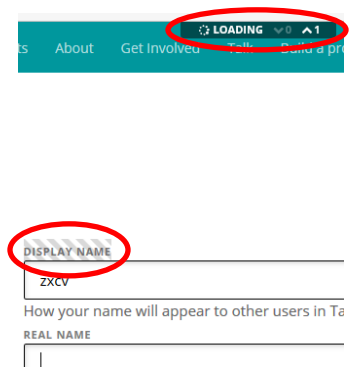 LOADING 0 1
ts About Get Involved Talk Build a pro
DISPLAY NAME
zxcv
How your name will appear to other users in Ta
REAL NAME